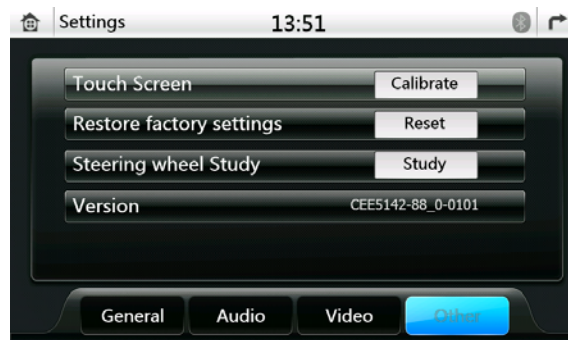 Settings 13:51
Touch Screen Calibrate
Restore factory settings Reset
Steering wheel Study Study
Version CEE5142-88_0-0101
General Audio Video Other